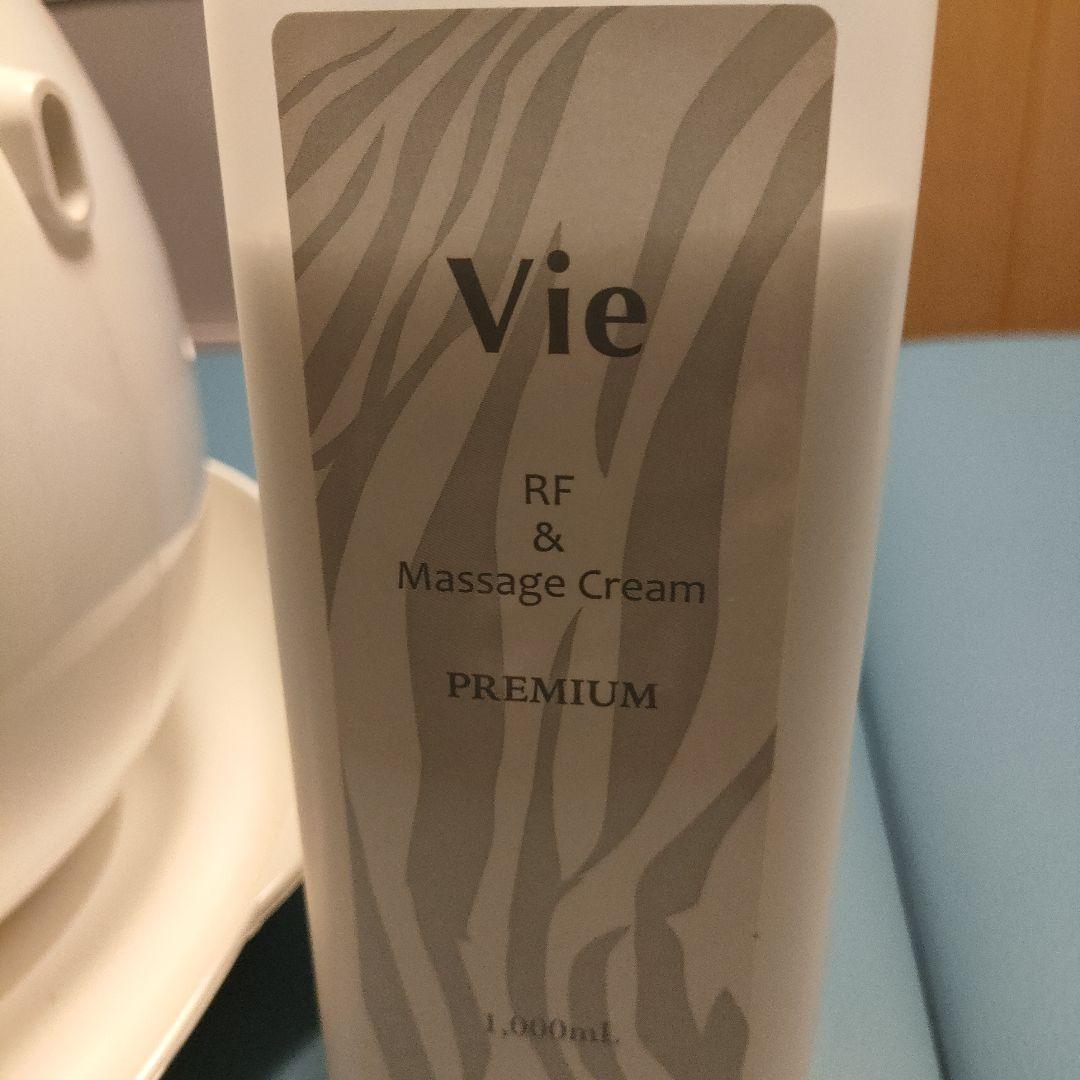 Vie
RF
&
Massage Cream
PREMIUM
1,000mL